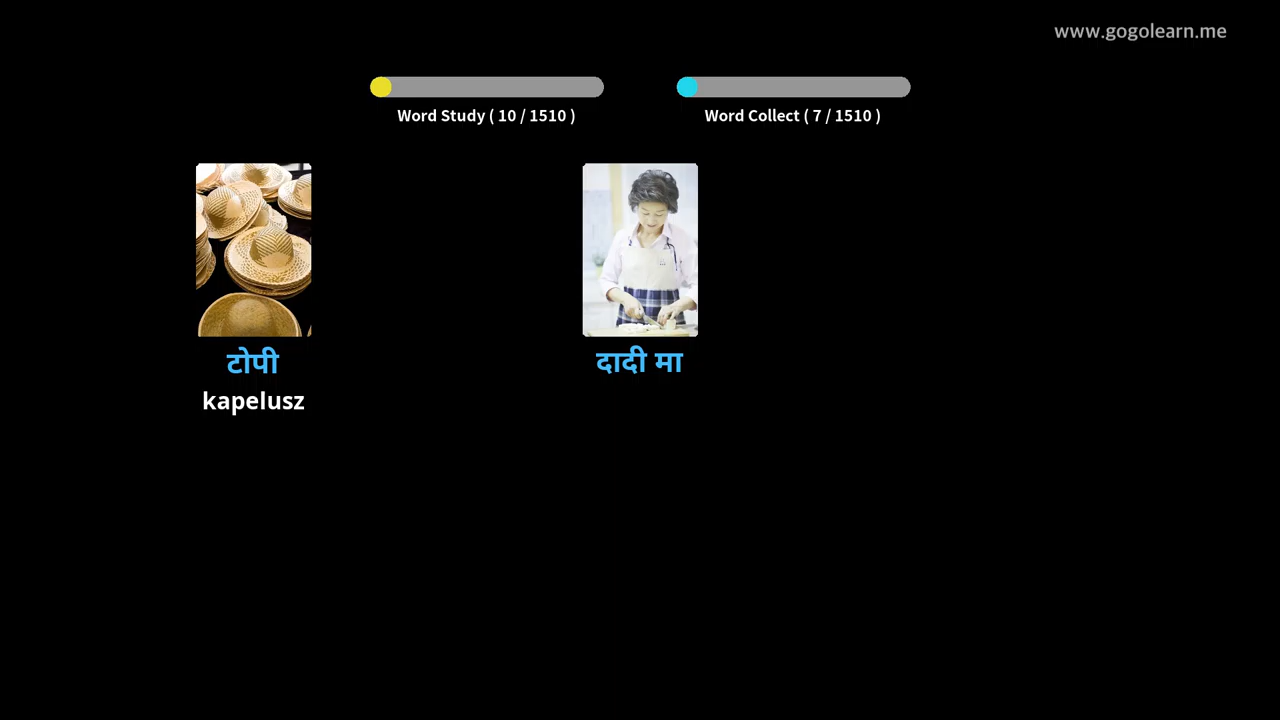 www.gogolearn.me
Word Study ( 10 / 1510 )
Word Collect ( 7 / 1510 )
टोपी
kapelusz
दादी मा